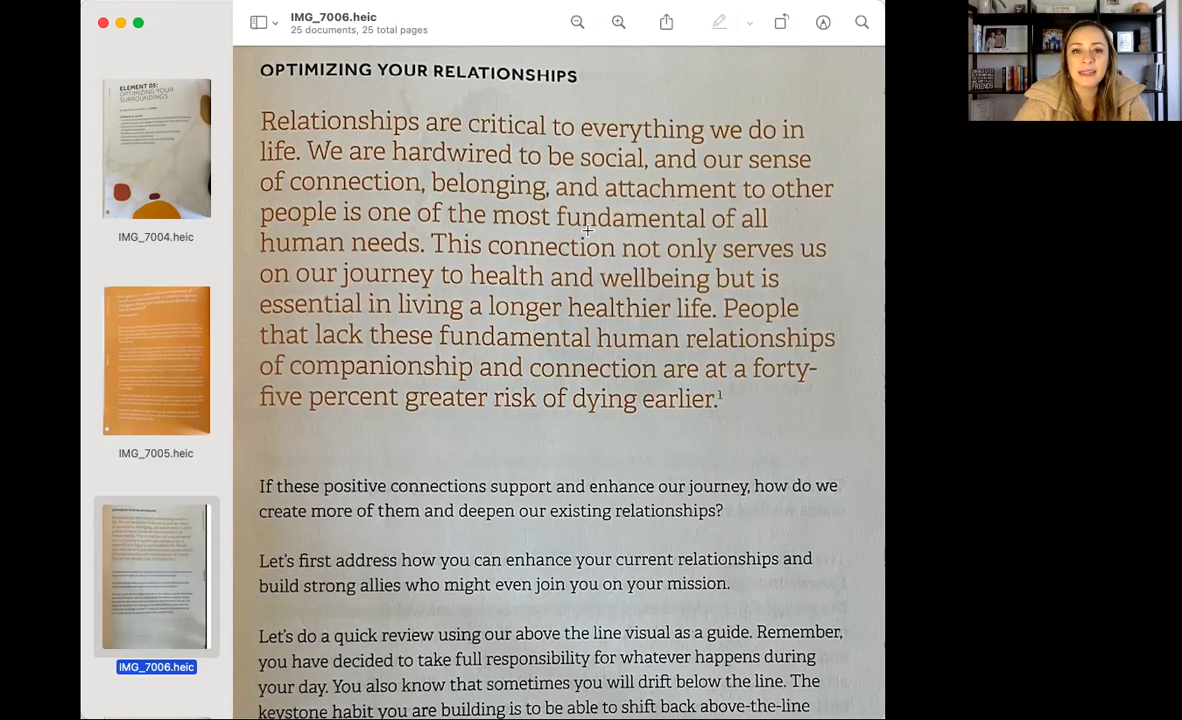 IMG_7006.heic
25 documents, 25 total pages
ELEMENT 05:
OPTIMIZING YOUR
SURROUNDINGS
IMG_7004.heic
IMG_7005.heic
IMG_7006.heic
OPTIMIZING YOUR RELATIONSHIPS
Relationships are critical to everything we do in
life. We are hardwired to be social, and our sense
of connection, belonging, and attachment to other
people is one of the most fundamental of all
human needs. This connection not only serves us
on our journey to health and wellbeing but is
essential in living a longer healthier life. People
that lack these fundamental human relationships
of companionship and connection are at a forty-
five percent greater risk of dying earlier.¹
If these positive connections support and enhance our journey, how do we
create more of them and deepen our existing relationships?
Let's first address how you can enhance your current relationships and
build strong allies who might even join you on your mission.
Let's do a quick review using our above the line visual as a guide. Remember,
you have decided to take full responsibility for whatever happens during
your day. You also know that sometimes you will drift below the line. The
keystone habit you are building is to be able to shift back above-the-line
FRIENDS